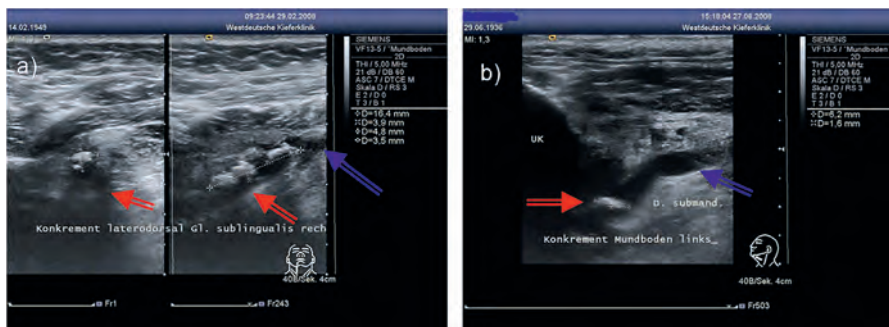 09:23:44 29.02.2008
14.02.1949
Westdeutsche Kieferklinik
a)
SIEMENS
VF13-5 / "Mundboden
2D
THI / 5,00 MHz
21 dB / DB 60
ASC 7 / DTCE M
Skala D / RS 3
E 2 / D 0
T 3 / B 1
D=16,4 mm
D=3,9 mm
D=4,8 mm
D=3,5 mm
Konkrement laterodorsal Gl. sublingualis rech
40B/Sek. 4cm
Fr1
Fr243
15:18:04 27.06.2008
29.06.1936
Westdeutsche Kieferklinik
MI: 1,3
b)
SIEMENS
VF13-5 / "Mundboden
2D
THI / 5,00 MHz
21 dB / DB 60
ASC 7 / DTCE M
Skala D / RS 3
E 2 / D 0
T 3 / B 1
D=6,2 mm
D=1,6 mm
UK
D. submand.
Konkrement Mundboden links_
40B/Sek. 4cm
Fr503